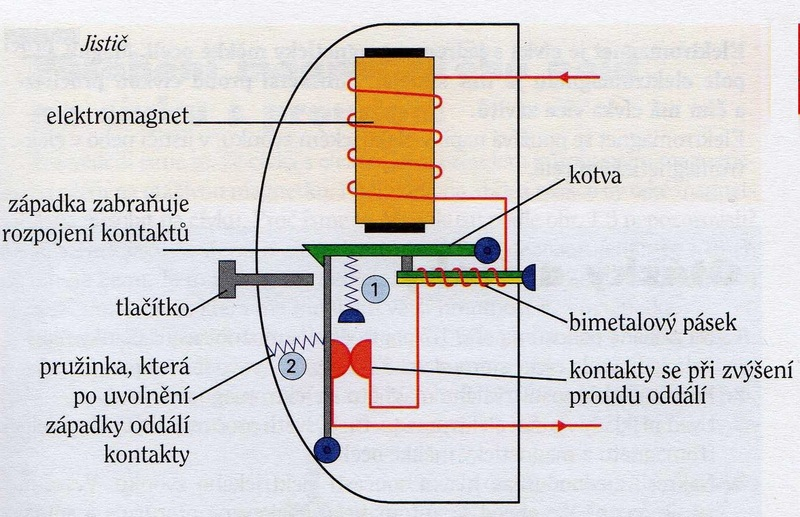 Jistič
elektromagnet
západka zabraňuje
rozpojení kontaktů
tlačítko
pružinka, která
po uvolnění
západky oddálí
kontakty
1
2
kotva
bimetalový pásek
kontakty se při zvýšení
proudu oddálí